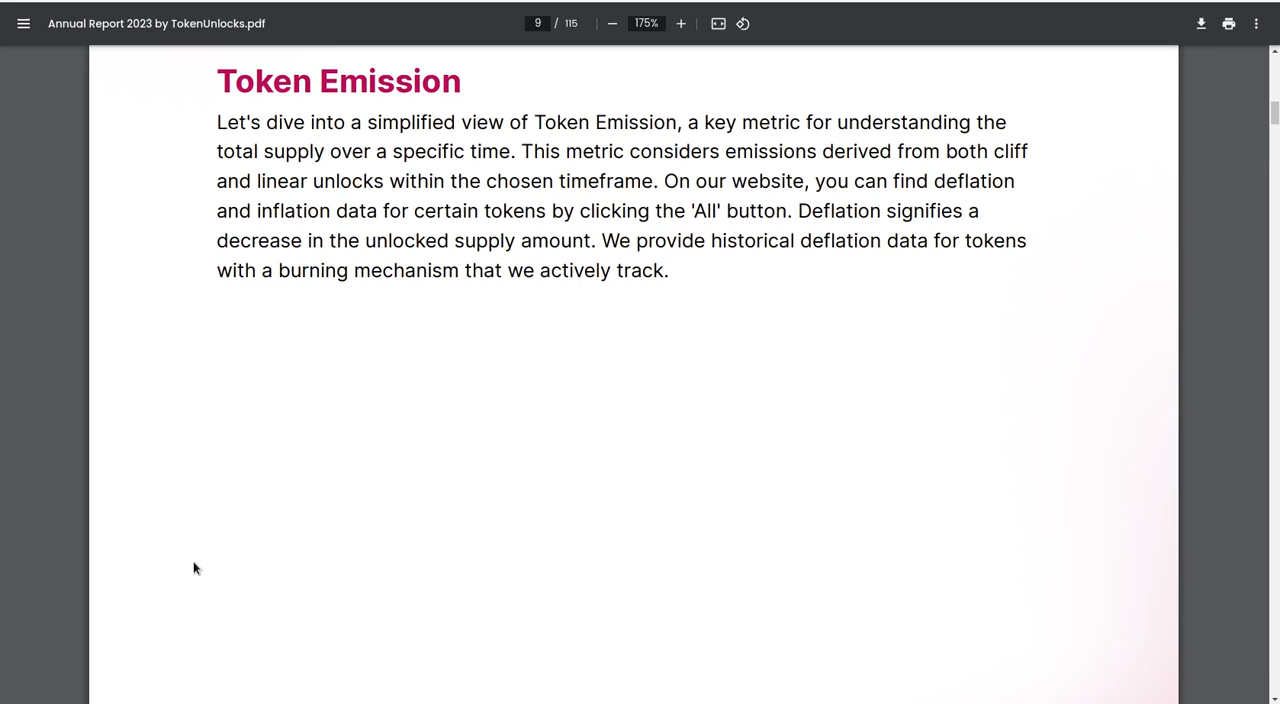 Annual Report 2023 by TokenUnlocks.pdf
9 / 115
175%
Token Emission
Let's dive into a simplified view of Token Emission, a key metric for understanding the
total supply over a specific time. This metric considers emissions derived from both cliff
and linear unlocks within the chosen timeframe. On our website, you can find deflation
and inflation data for certain tokens by clicking the 'All' button. Deflation signifies a
decrease in the unlocked supply amount. We provide historical deflation data for tokens
with a burning mechanism that we actively track.